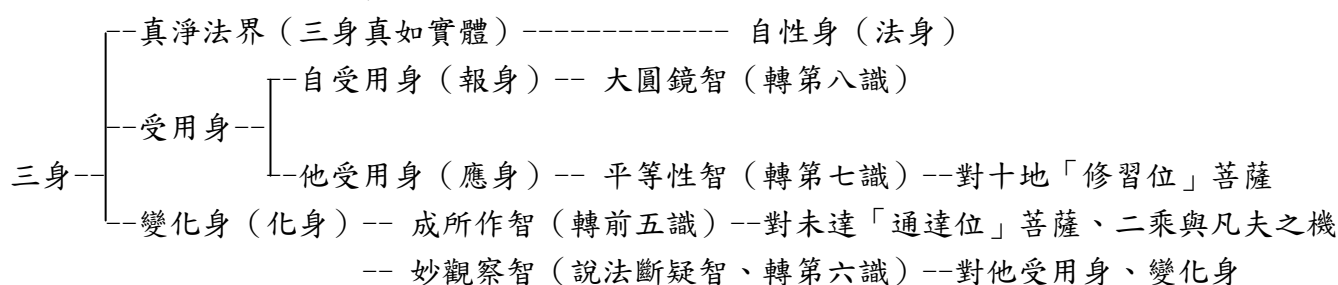 --真淨法界（三身真如實體）------------- 自性身（法身）
--自受用身（報身）-- 大圓鏡智（轉第八識）
--受用身--
三身--
--他受用身（應身）-- 平等性智（轉第七識）--對十地「修習位」菩薩
--變化身（化身）-- 成所作智（轉前五識）--對未達「通達位」菩薩、二乘與凡夫之機
-- 妙觀察智（說法斷疑智、轉第六識）--對他受用身、變化身